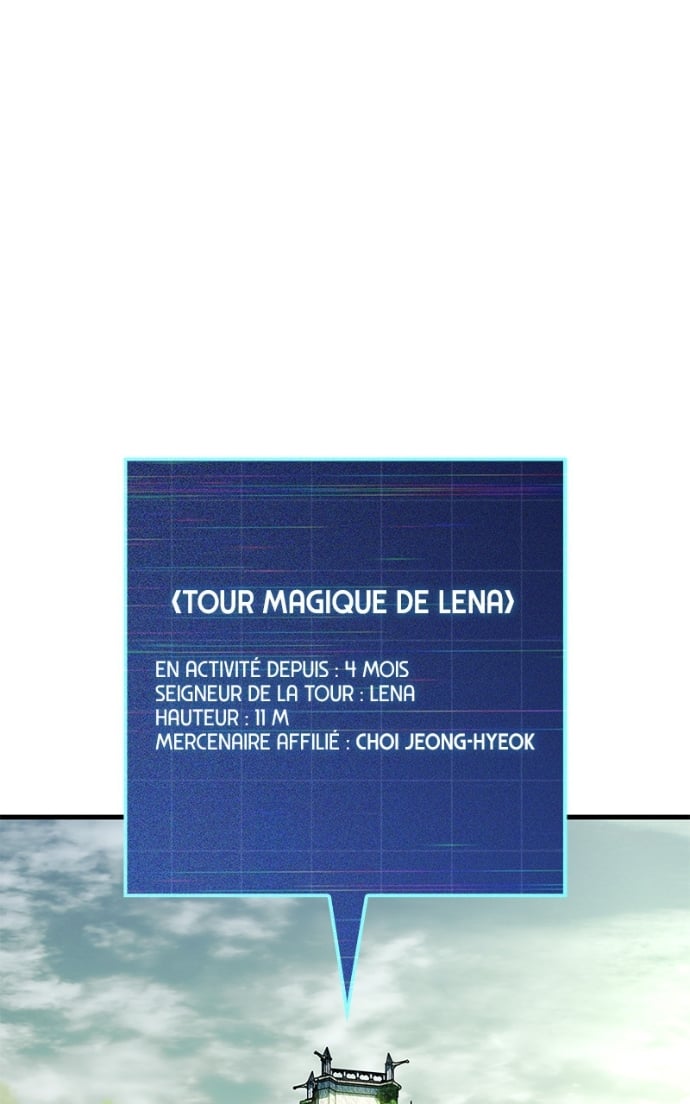 〈TOUR MAGIQUE DE LENA〉
EN ACTIVITÉ DEPUIS : 4 MOIS
SEIGNEUR DE LA TOUR : LENA
HAUTEUR : 11 M
MERCENAIRE AFFILIÉ : CHOI JEONG-HYEOK